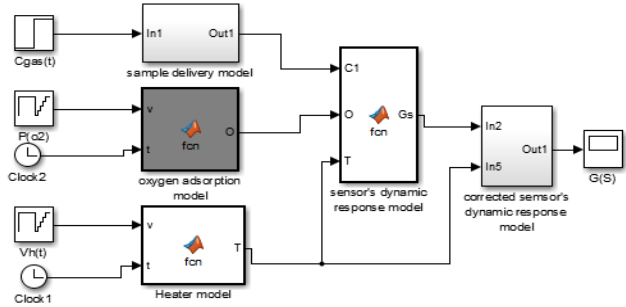 Cgas(t)
In1
Out1
sample delivery model
P(o2)
Clock2
v
t
fcn
O
oxygen adsorption
model
Vh(t)
Clock1
v
t
fcn
T
Heater model
C1
O
T
fcn
Gs
sensor's dynamic
response model
In2
In5
Out1
corrected semsor's
dynamic response
model
G(S)